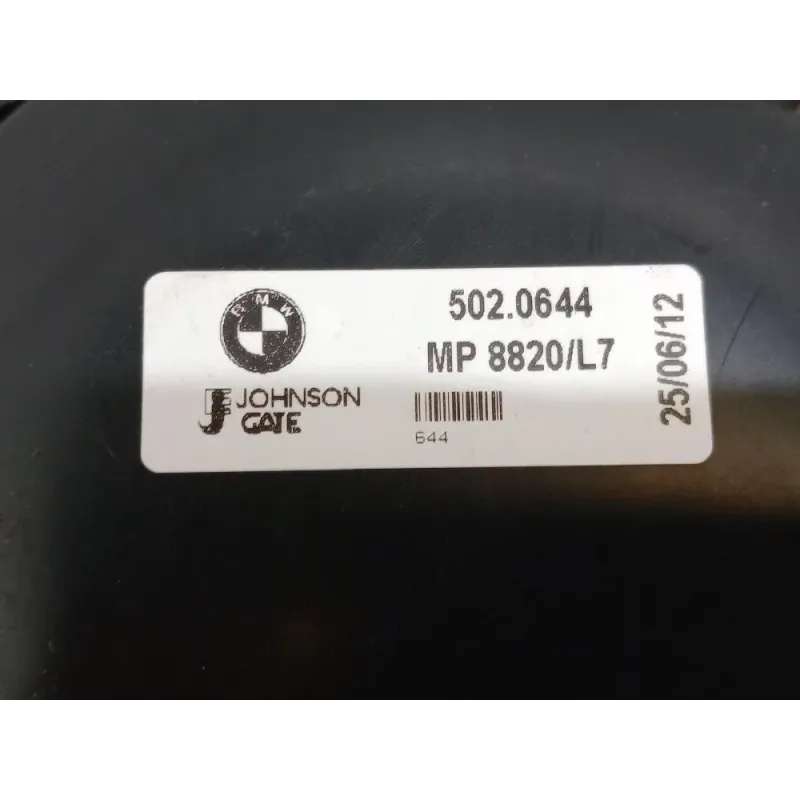 BMW
502.0644
MP 8820/L7
JOHNSON
GATE
644
25/06/12